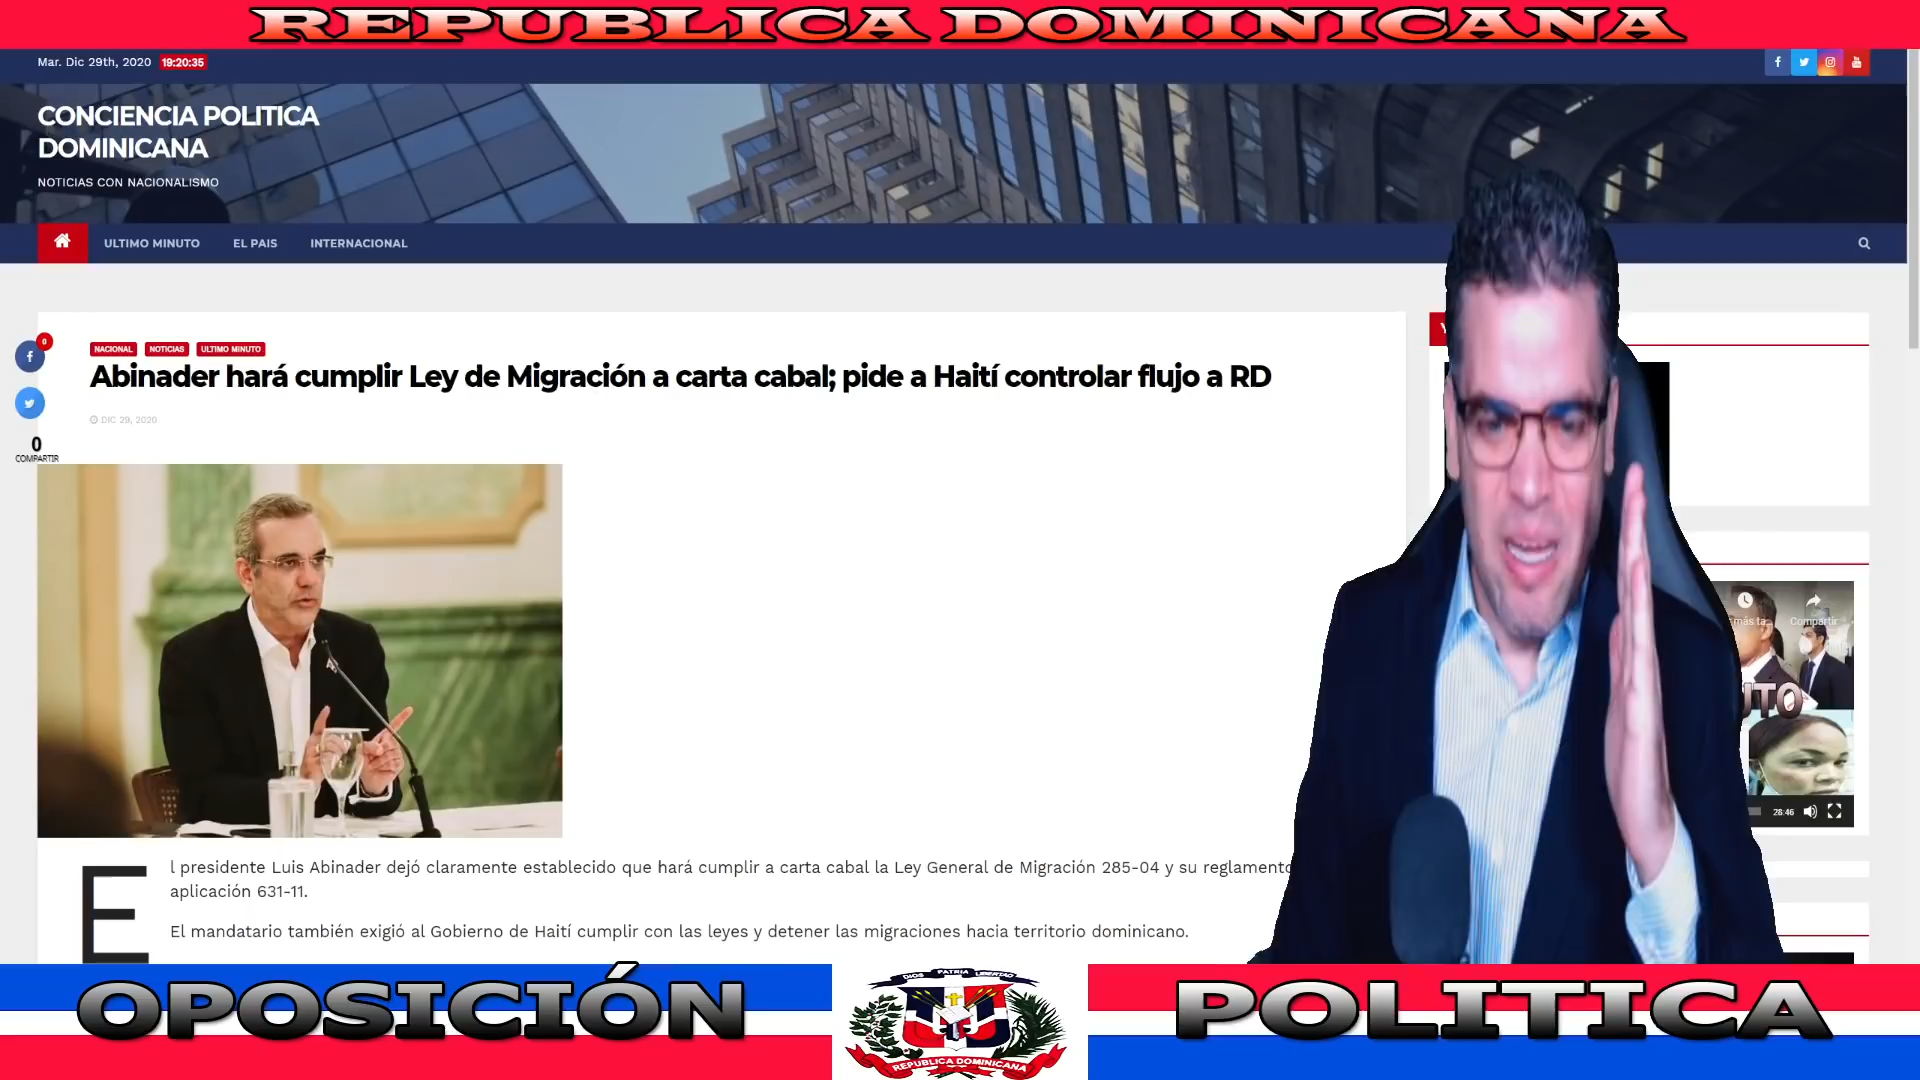 REPUBLICA DOMINICANA
Mar. Dic 29th, 2020 19:20:35
CONCIENCIA POLITICA
DOMINICANA
NOTICIAS CON NACIONALISMO
ULTIMO MINUTO EL PAIS INTERNACIONAL
NACIONAL NOTICIAS ULTIMO MINUTO
Abinader hará cumplir Ley de Migración a carta cabal; pide a Haití controlar flujo a RD
DIC 29, 2020
0
0
COMPARTIR
más ta... Compartir
28:46
El presidente Luis Abinader dejó claramente establecido que hará cumplir a carta cabal la Ley General de Migración 285-04 y su reglamento
aplicación 631-11.
El mandatario también exigió al Gobierno de Haití cumplir con las leyes y detener las migraciones hacia territorio dominicano.
OPOSICIÓN
DIOS PATRIA LIBERTAD
REPUBLICA DOMINICANA
POLITICA